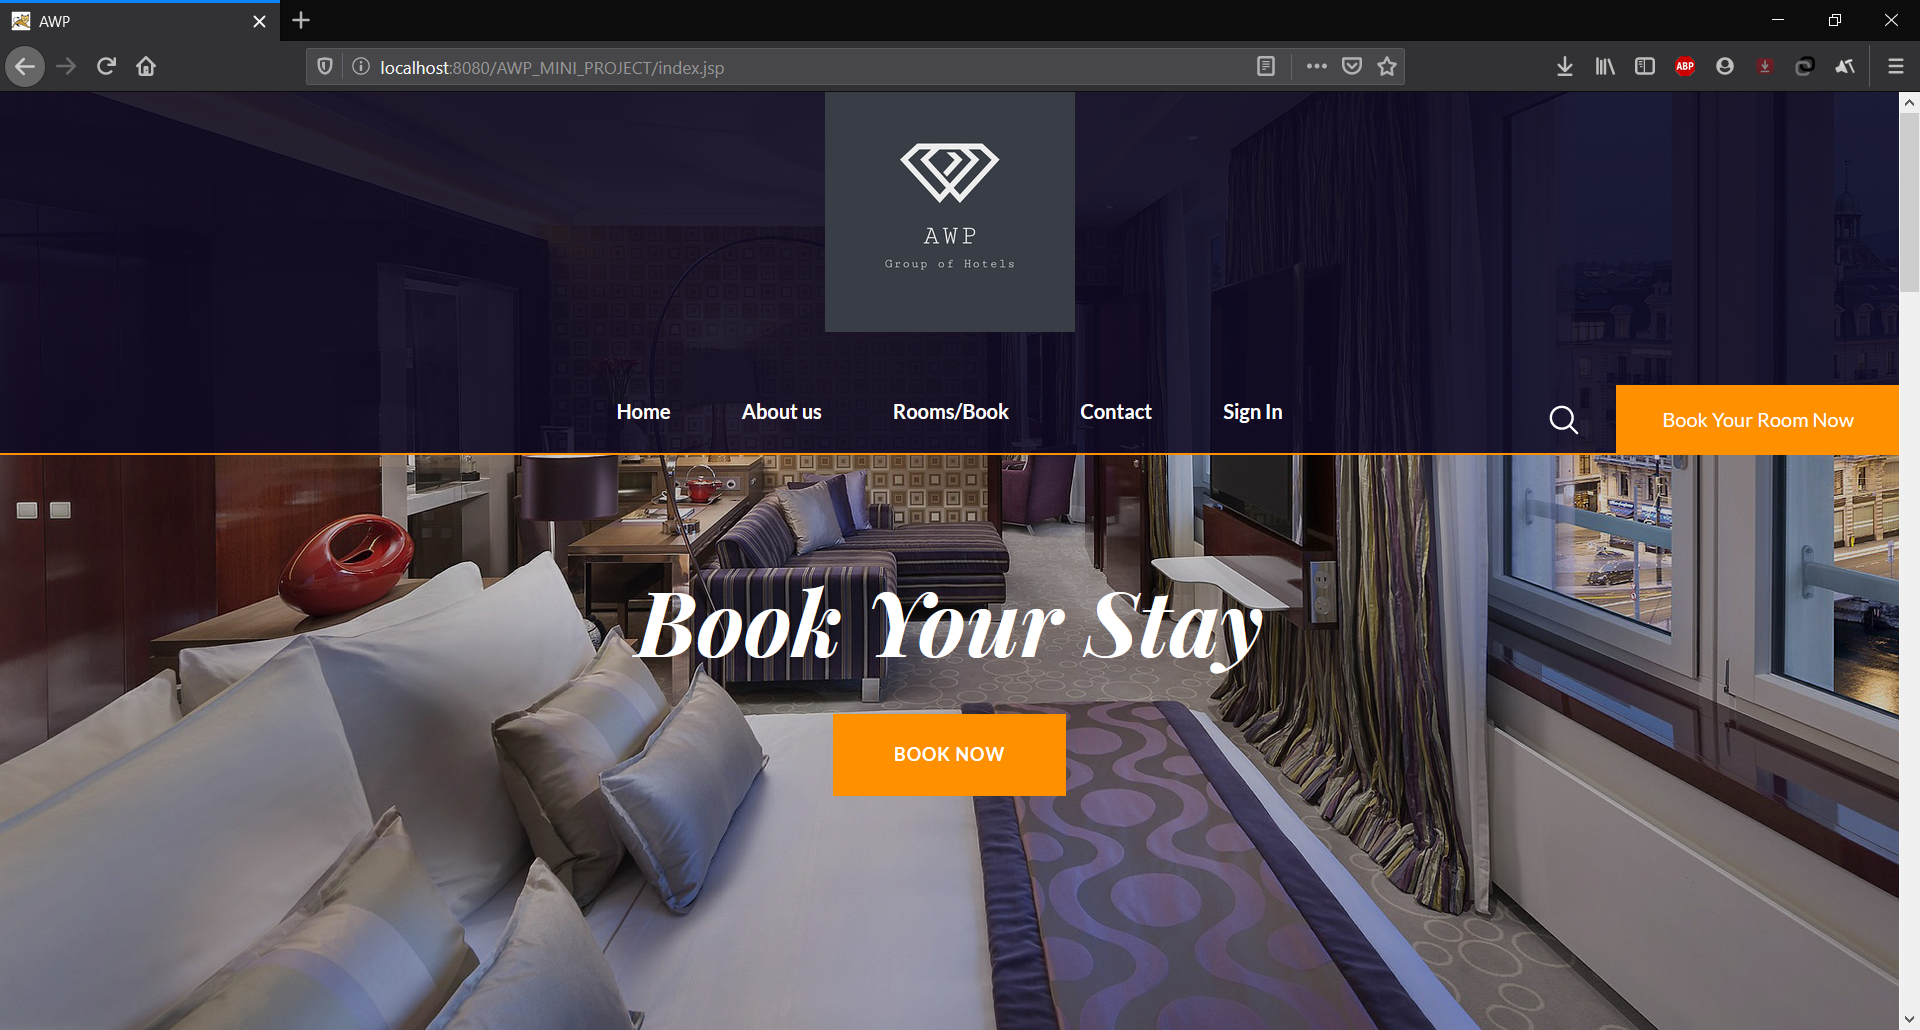 AWP
localhost:8080/AWP_MINI_PROJECT/index.jsp
ABP
AWP
Group of Hotels
Home
About us
Rooms/Book
Contact
Sign In
Book Your Room Now
Book Your Stay
BOOK NOW